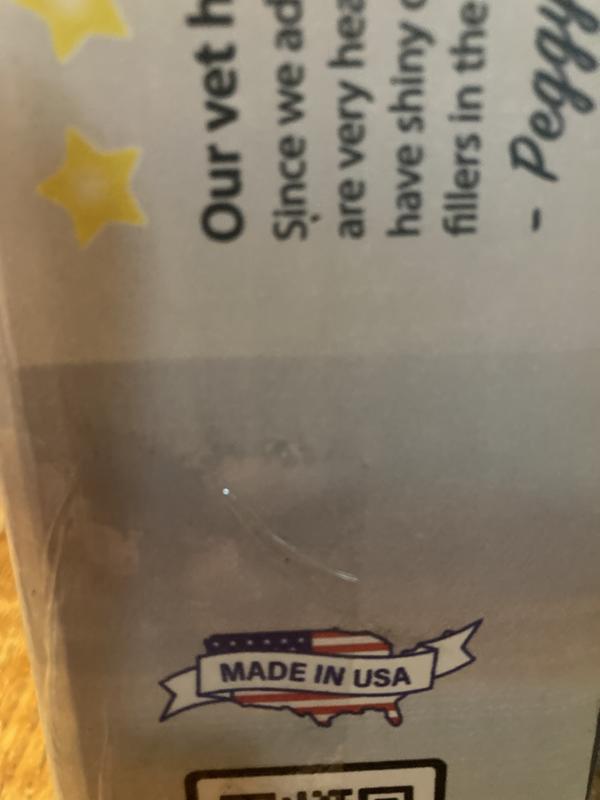 Our vet h
Since we ad
are very hea
have shiny
fillers in the
- Peggy
MADE IN USA